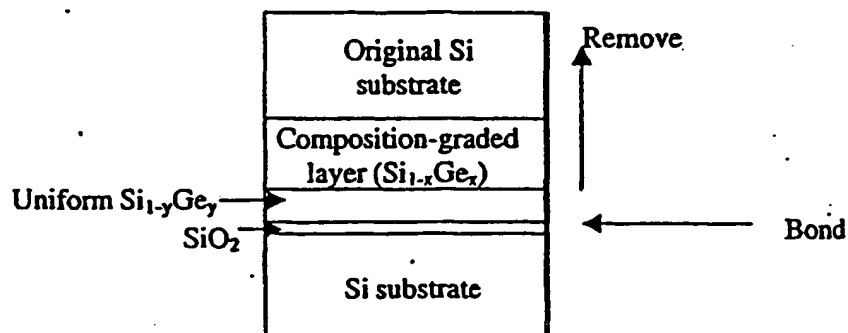 Original Si
substrate
Remove
Composition-graded
layer (Si₁₋ₓGeₓ)
Uniform Si₁₋yGey
SiO₂
Bond
Si substrate